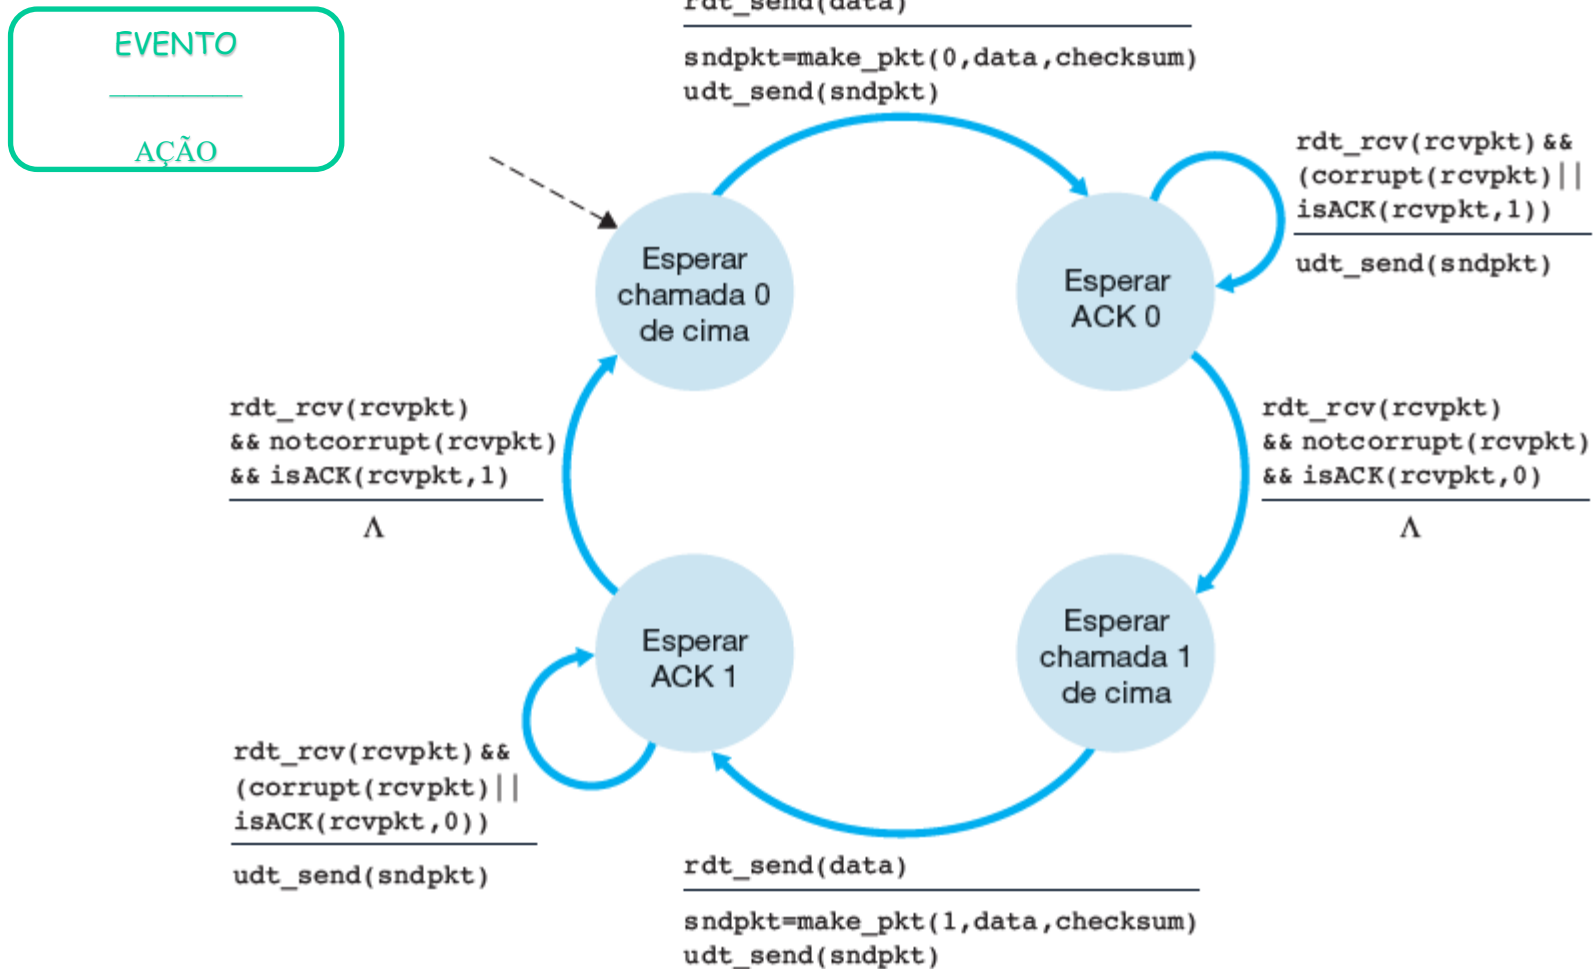 EVENTO
AÇÃO
rdt_send(data)
sndpkt=make_pkt(0,data,checksum)
udt_send(sndpkt)
rdt_rcv(rcvpkt) &&
(corrupt(rcvpkt)||
isACK(rcvpkt,1))
udt_send(sndpkt)
Esperar
chamada 0
de cima
Esperar
ACK 0
rdt_rcv(rcvpkt)
&& notcorrupt(rcvpkt)
&& isACK(rcvpkt,1)
Λ
rdt_rcv(rcvpkt)
&& notcorrupt(rcvpkt)
&& isACK(rcvpkt,0)
Λ
Esperar
ACK 1
Esperar
chamada 1
de cima
rdt_rcv(rcvpkt) &&
(corrupt(rcvpkt)||
isACK(rcvpkt,0))
udt_send(sndpkt)
rdt_send(data)
sndpkt=make_pkt(1,data,checksum)
udt_send(sndpkt)